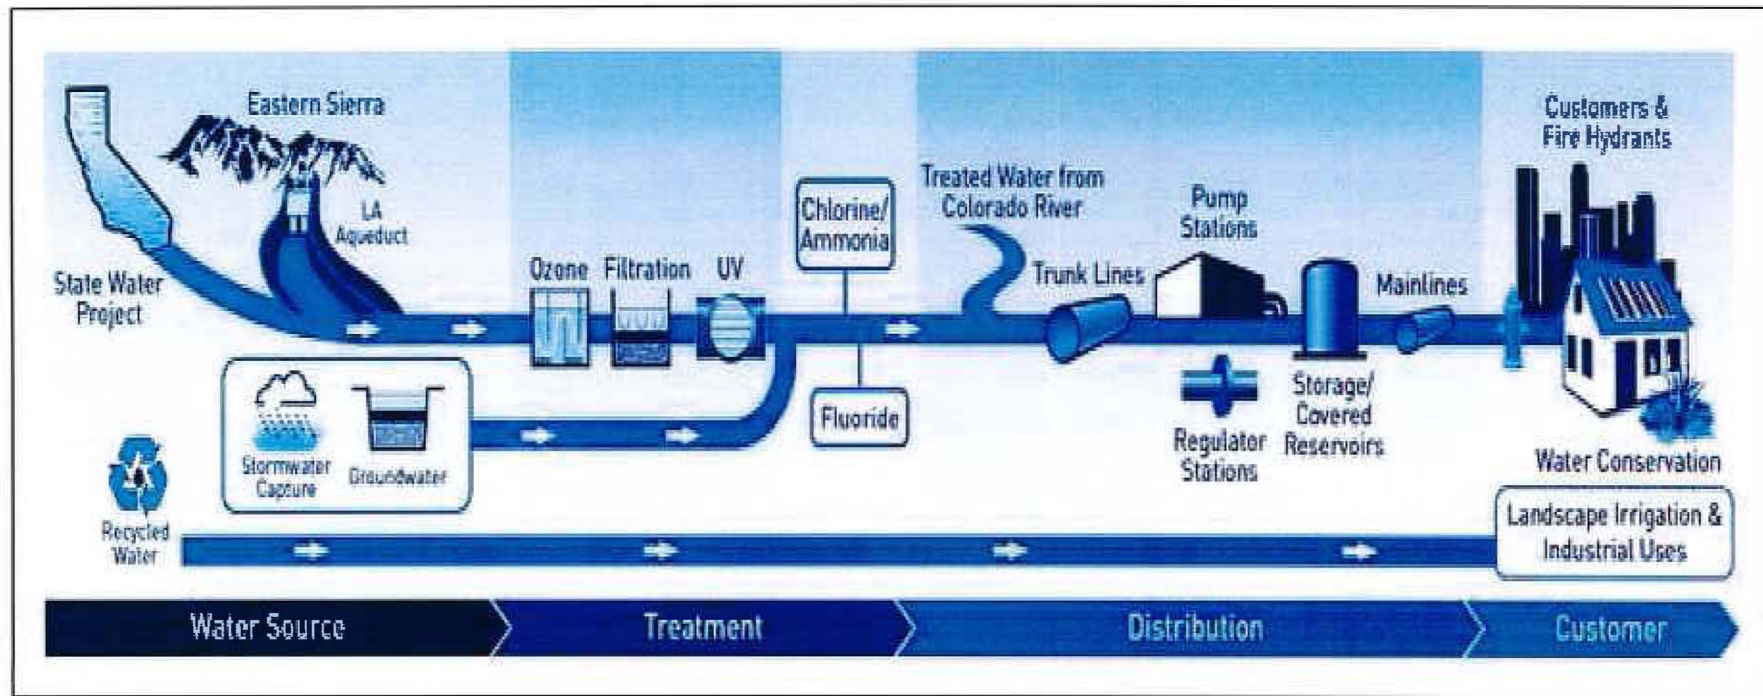 Eastern Sierra
LA
Aqueduct
State Water
Project
Stormwater
Capture
Groundwater
Recycled
Water
Ozone
Filtration
UV
Chlorine/
Ammonia
Fluoride
Treated Water from
Colorado River
Trunk Lines
Pump
Stations
Regulator
Stations
Storage/
Covered
Reservoirs
Mainlines
Customers &
Fire Hydrants
Water Conservation
Landscape Irrigation &
Industrial Uses
Water Source
Treatment
Distribution
Customer